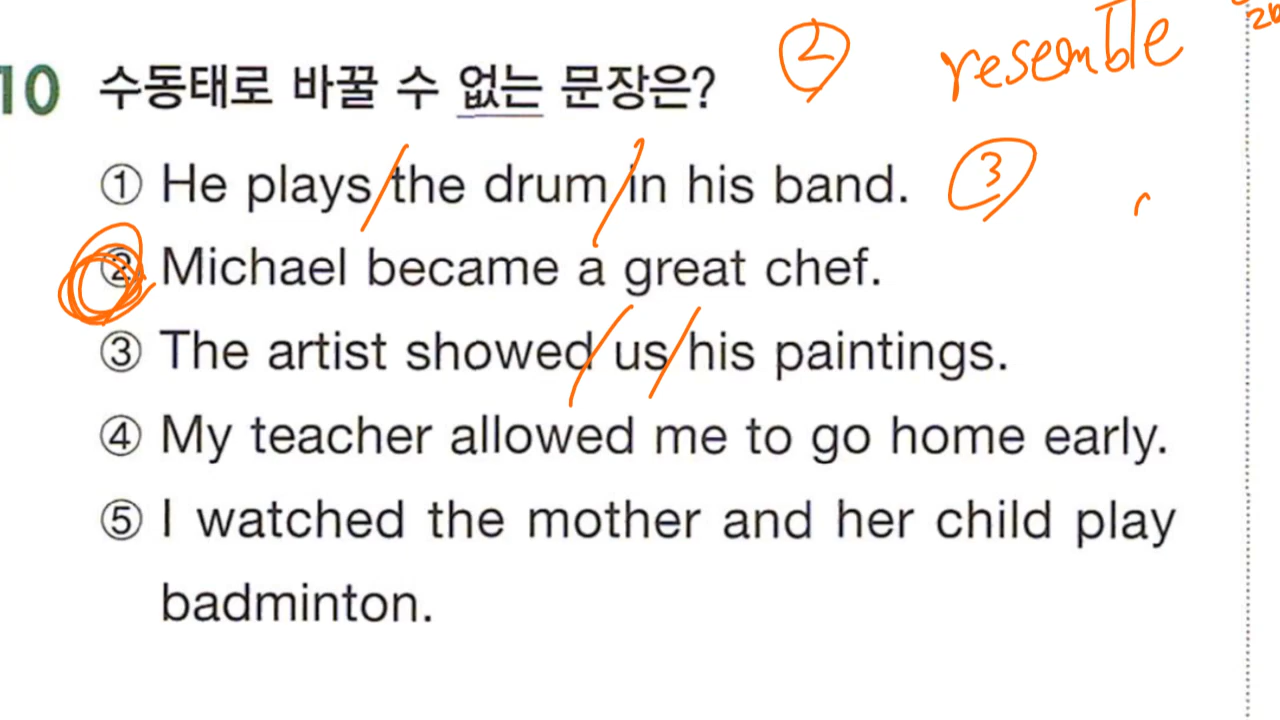 ② resemble
10 수동태로 바꿀 수 없는 문장은?
① He plays the drum in his band. ③
② Michael became a great chef.
③ The artist showed us his paintings.
④ My teacher allowed me to go home early.
⑤ I watched the mother and her child play
badminton.